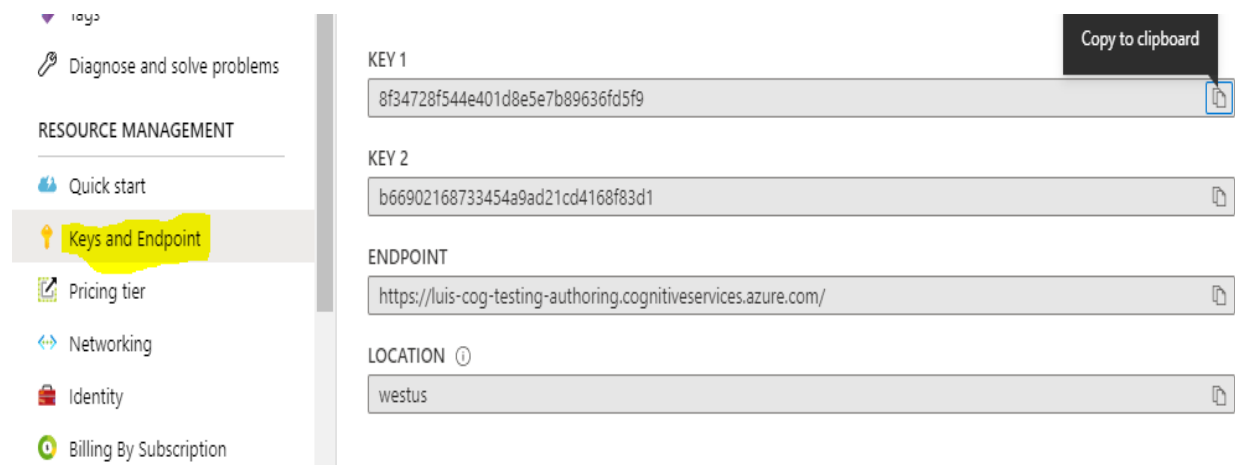 Tags
Diagnose and solve problems
RESOURCE MANAGEMENT
Quick start
Keys and Endpoint
Pricing tier
Networking
Identity
Billing By Subscription
Copy to clipboard
KEY 1
8f34728f544e401d8e5e7b89636fd5f9
KEY 2
b66902168733454a9ad21cd4168f83d1
ENDPOINT
https://luis-cog-testing-authoring.cognitiveservices.azure.com/
LOCATION
westus